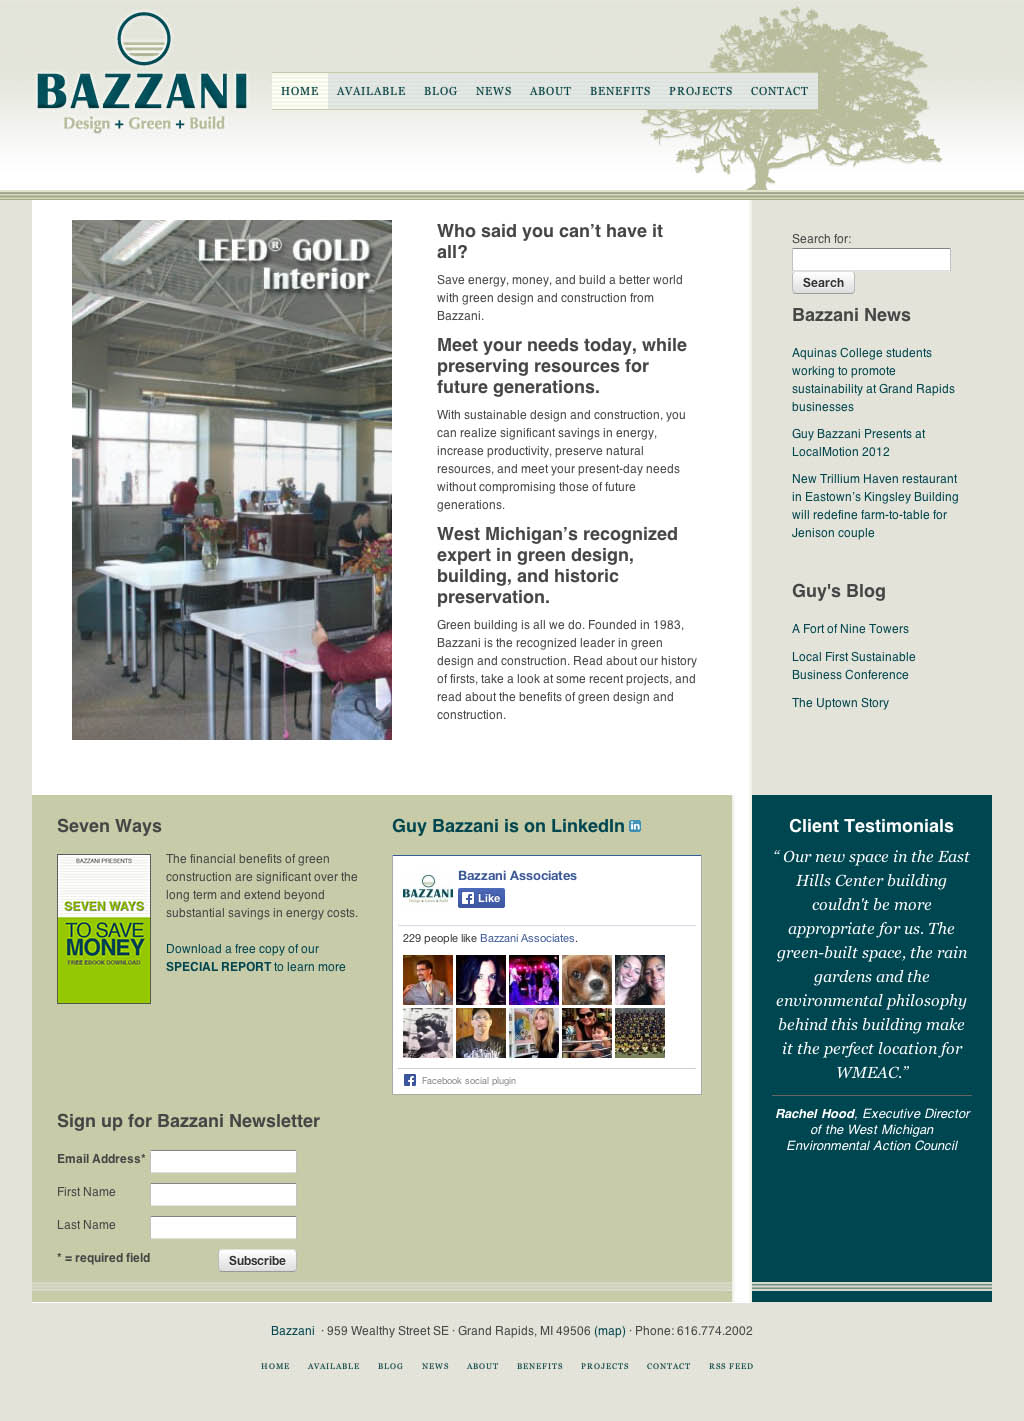 BAZZANI
Design + Green + Build
HOME AVAILABLE BLOG NEWS ABOUT BENEFITS PROJECTS CONTACT
LEED® GOLD
Interior
Who said you can’t have it
all?
Save energy, money, and build a better world
with green design and construction from
Bazzani.
Meet your needs today, while
preserving resources for
future generations.
With sustainable design and construction, you
can realize significant savings in energy,
increase productivity, preserve natural
resources, and meet your present-day needs
without compromising those of future
generations.
West Michigan’s recognized
expert in green design,
building, and historic
preservation.
Green building is all we do. Founded in 1983,
Bazzani is the recognized leader in green
design and construction. Read about our history
of firsts, take a look at some recent projects, and
read about the benefits of green design and
construction.
Search for:
Search
Bazzani News
Aquinas College students
working to promote
sustainability at Grand Rapids
businesses
Guy Bazzani Presents at
LocalMotion 2012
New Trillium Haven restaurant
in Eastown’s Kingsley Building
will redefine farm-to-table for
Jenison couple
Guy's Blog
A Fort of Nine Towers
Local First Sustainable
Business Conference
The Uptown Story
Seven Ways
BAZZANI PRESENTS
SEVEN WAYS
TO SAVE
MONEY
FREE EBOOK DOWNLOAD
The financial benefits of green
construction are significant over the
long term and extend beyond
substantial savings in energy costs.
Download a free copy of our
SPECIAL REPORT to learn more
Guy Bazzani is on LinkedIn in
BAZZANI
Design + Green + Build
Bazzani Associates
Like
229 people like Bazzani Associates.
Facebook social plugin
Sign up for Bazzani Newsletter
Email Address*
First Name
Last Name
* = required field
Subscribe
Client Testimonials
“ Our new space in the East
Hills Center building
couldn't be more
appropriate for us. The
green-built space, the rain
gardens and the
environmental philosophy
behind this building make
it the perfect location for
WMEAC.”
Rachel Hood, Executive Director
of the West Michigan
Environmental Action Council
Bazzani · 959 Wealthy Street SE · Grand Rapids, MI 49506 (map) · Phone: 616.774.2002
HOME AVAILABLE BLOG NEWS ABOUT BENEFITS PROJECTS CONTACT RSS FEED